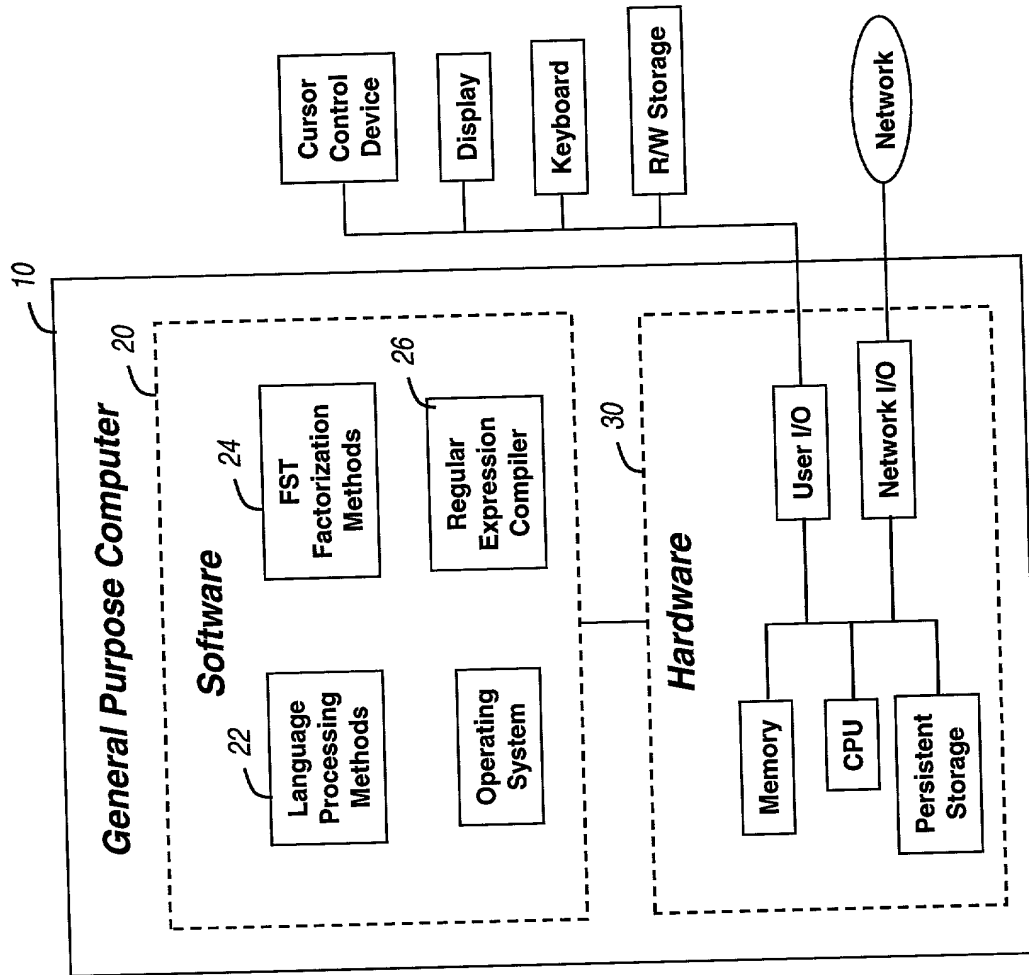 10
General Purpose Computer
20
Software
22
Language
Processing
Methods
24
FST
Factorization
Methods
Operating
System
26
Regular
Expression
Compiler
30
Hardware
Memory
CPU
Persistent
Storage
User I/O
Network I/O
Cursor
Control
Device
Display
Keyboard
R/W Storage
Network